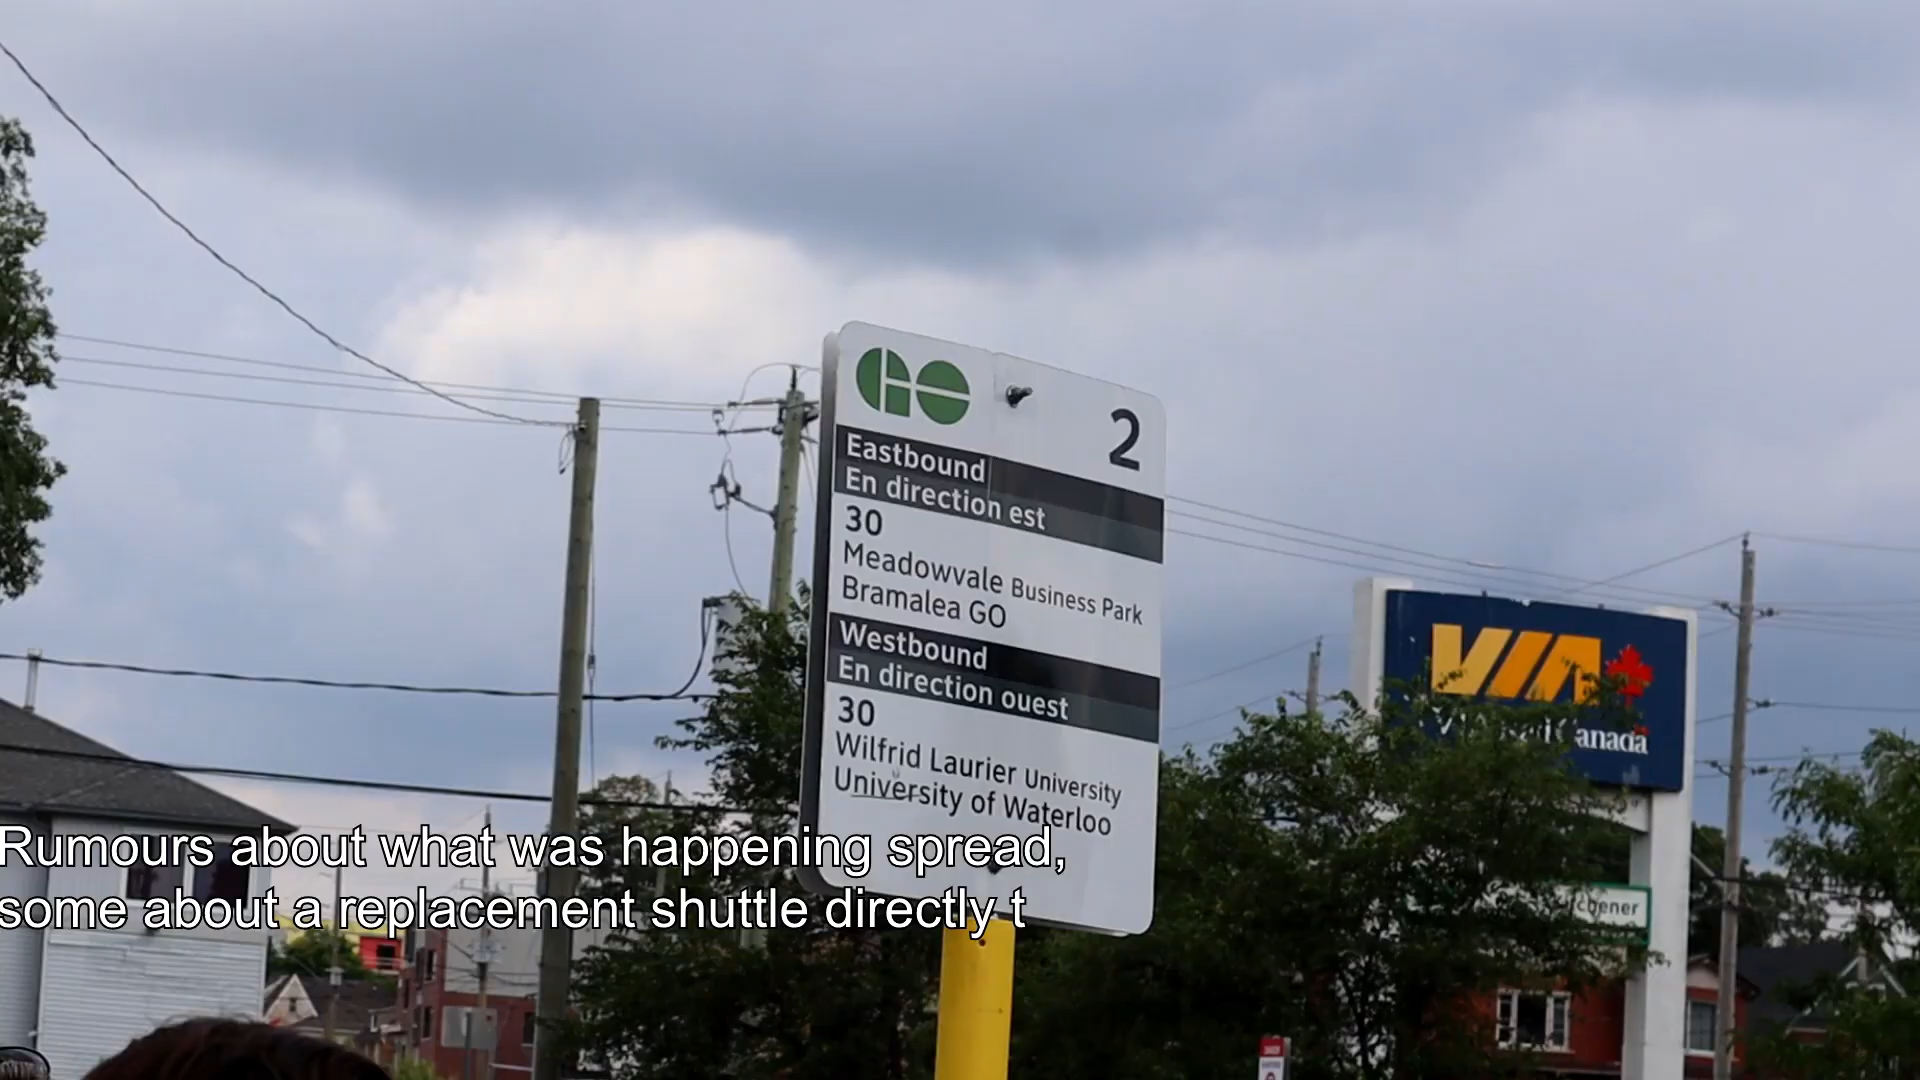 GO
2
Eastbound
En direction est
30
Meadowvale Business Park
Bramalea GO
Westbound
En direction ouest
30
Wilfrid Laurier University
University of Waterloo
VIA
Canada
Rumours about what was happening spread,
some about a replacement shuttle directly t